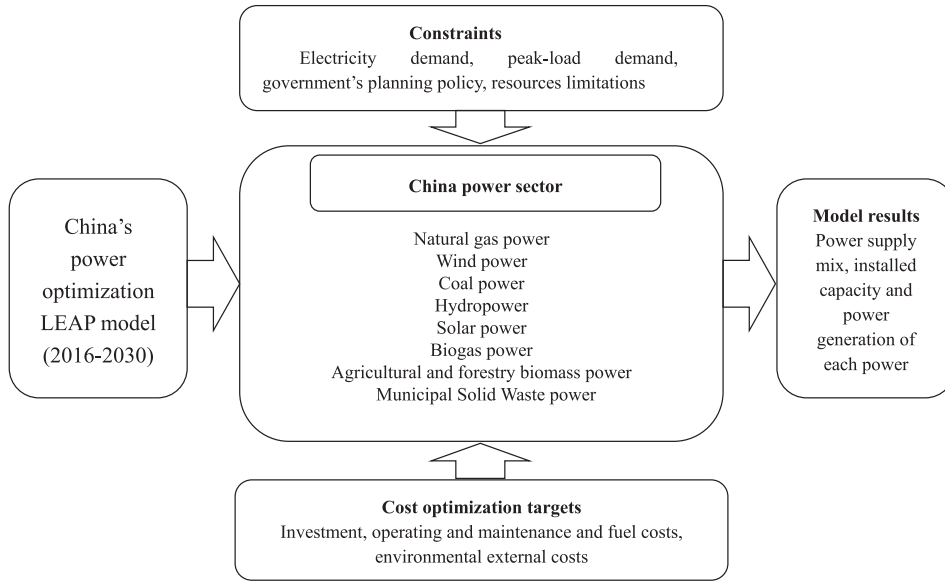 Constraints
Electricity demand, peak-load demand,
government's planning policy, resources limitations
China's
power
optimization
LEAP model
(2016-2030)
China power sector
Natural gas power
Wind power
Coal power
Hydropower
Solar power
Biogas power
Agricultural and forestry biomass power
Municipal Solid Waste power
Model results
Power supply
mix, installed
capacity and
power
generation of
each power
Cost optimization targets
Investment, operating and maintenance and fuel costs,
environmental external costs